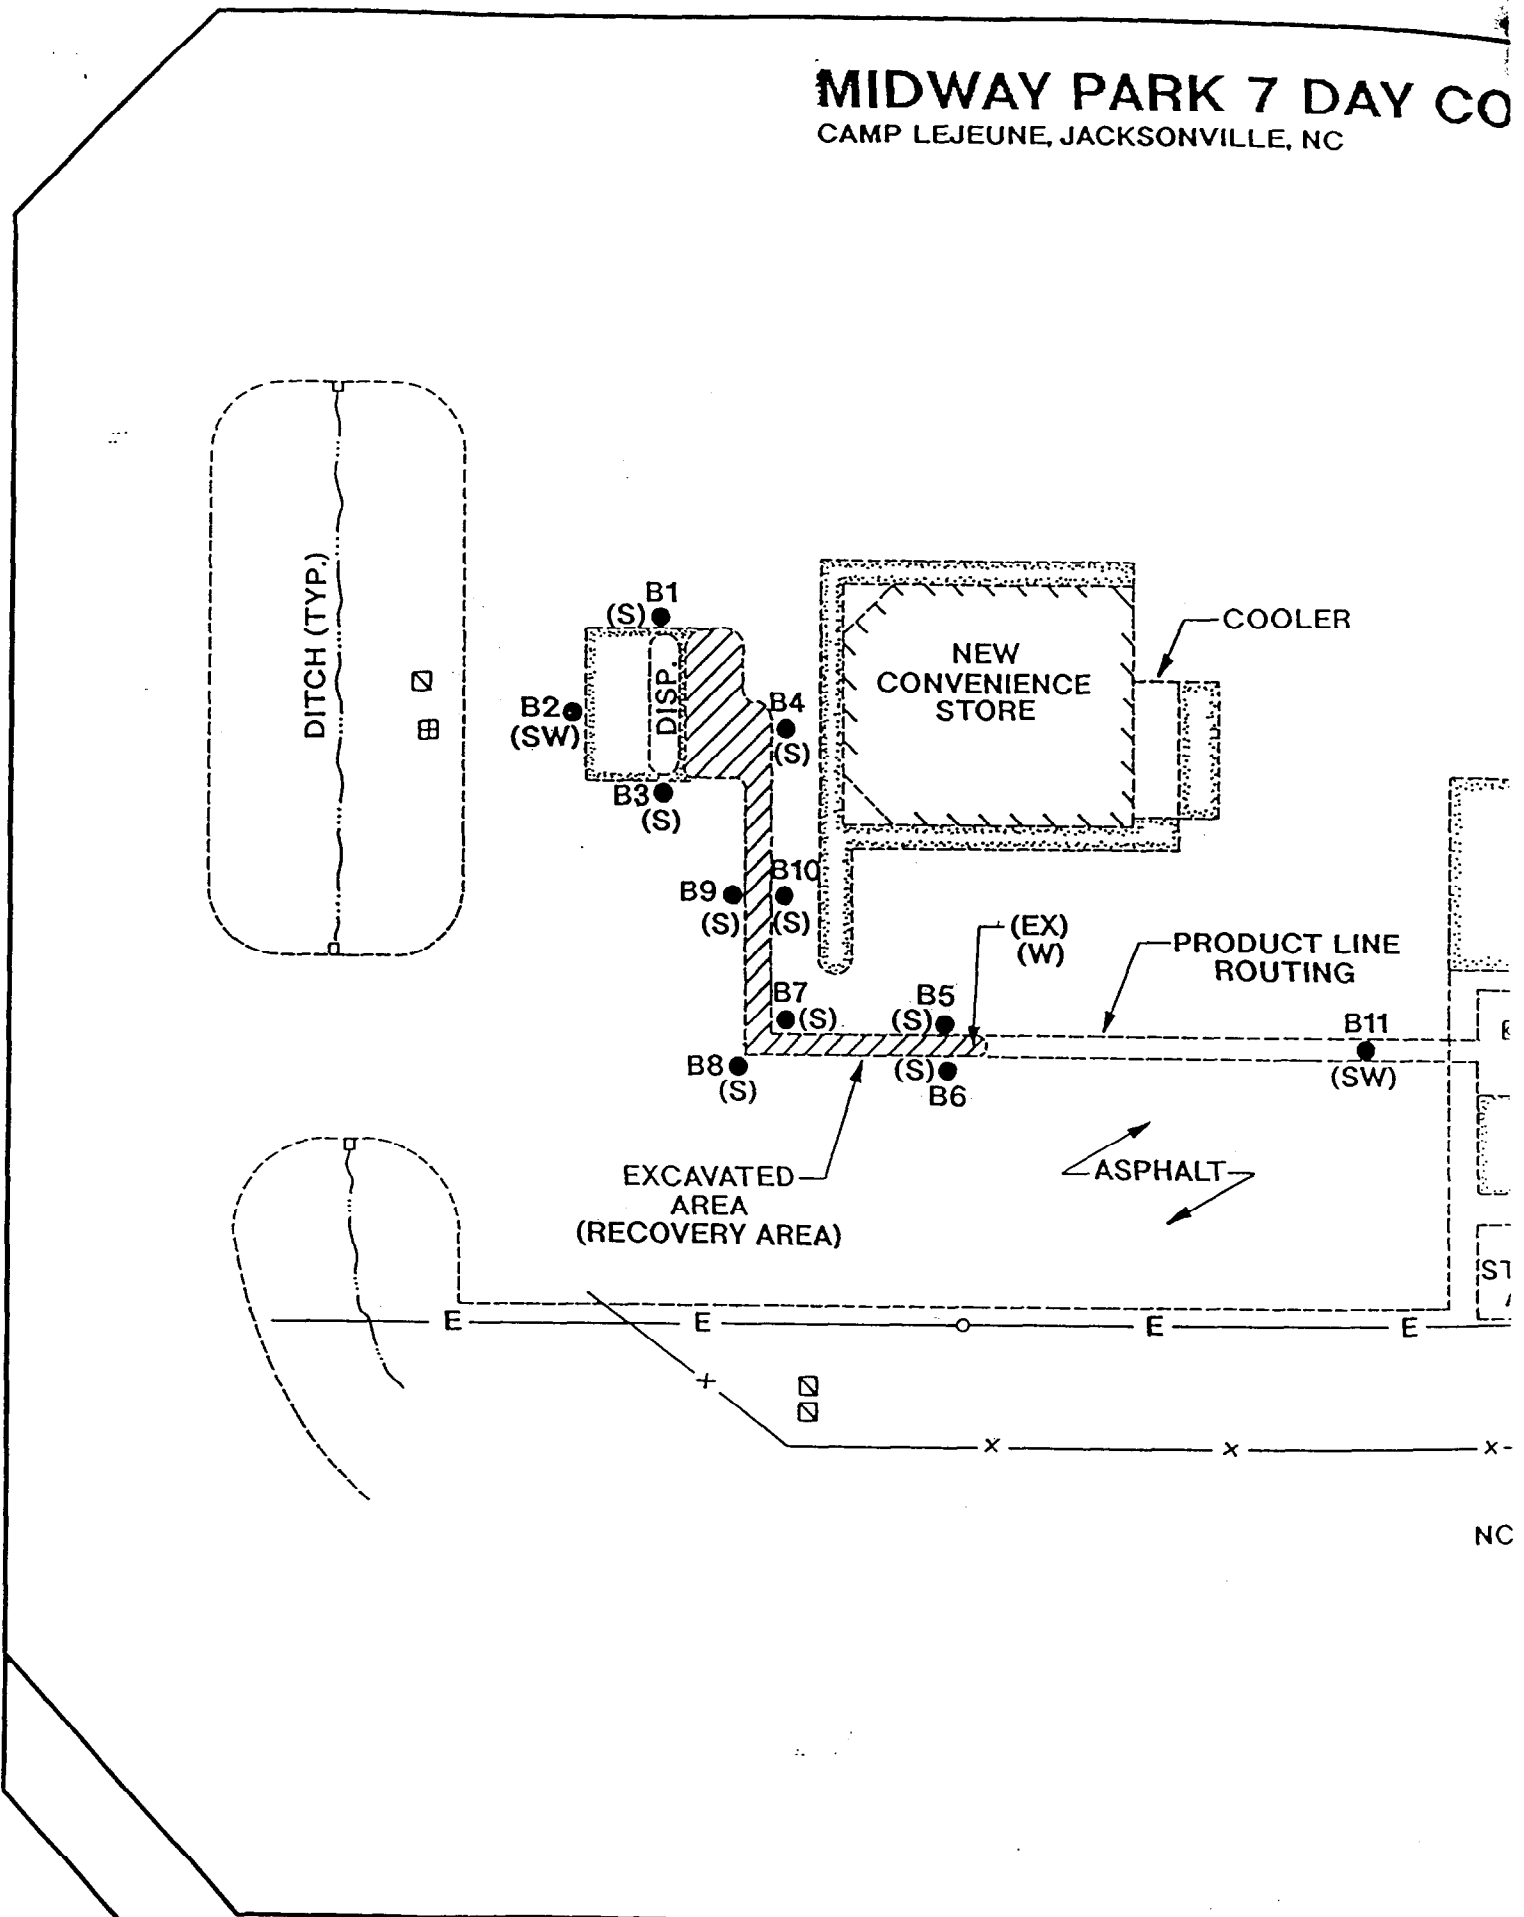 MIDWAY PARK 7 DAY CO
CAMP LEJEUNE, JACKSONVILLE, NC
DITCH (TYP.)
B1
(S)
B2
(SW)
DISP.
B3
(S)
B4
(S)
NEW
CONVENIENCE
STORE
COOLER
B9
(S)
B10
(S)
(EX)
(W)
PRODUCT LINE
ROUTING
B7
(S)
B5
(S)
B11
(SW)
B8
(S)
(S)
B6
EXCAVATED
AREA
(RECOVERY AREA)
ASPHALT
ST
E
E
E
E
X
X
X
NC